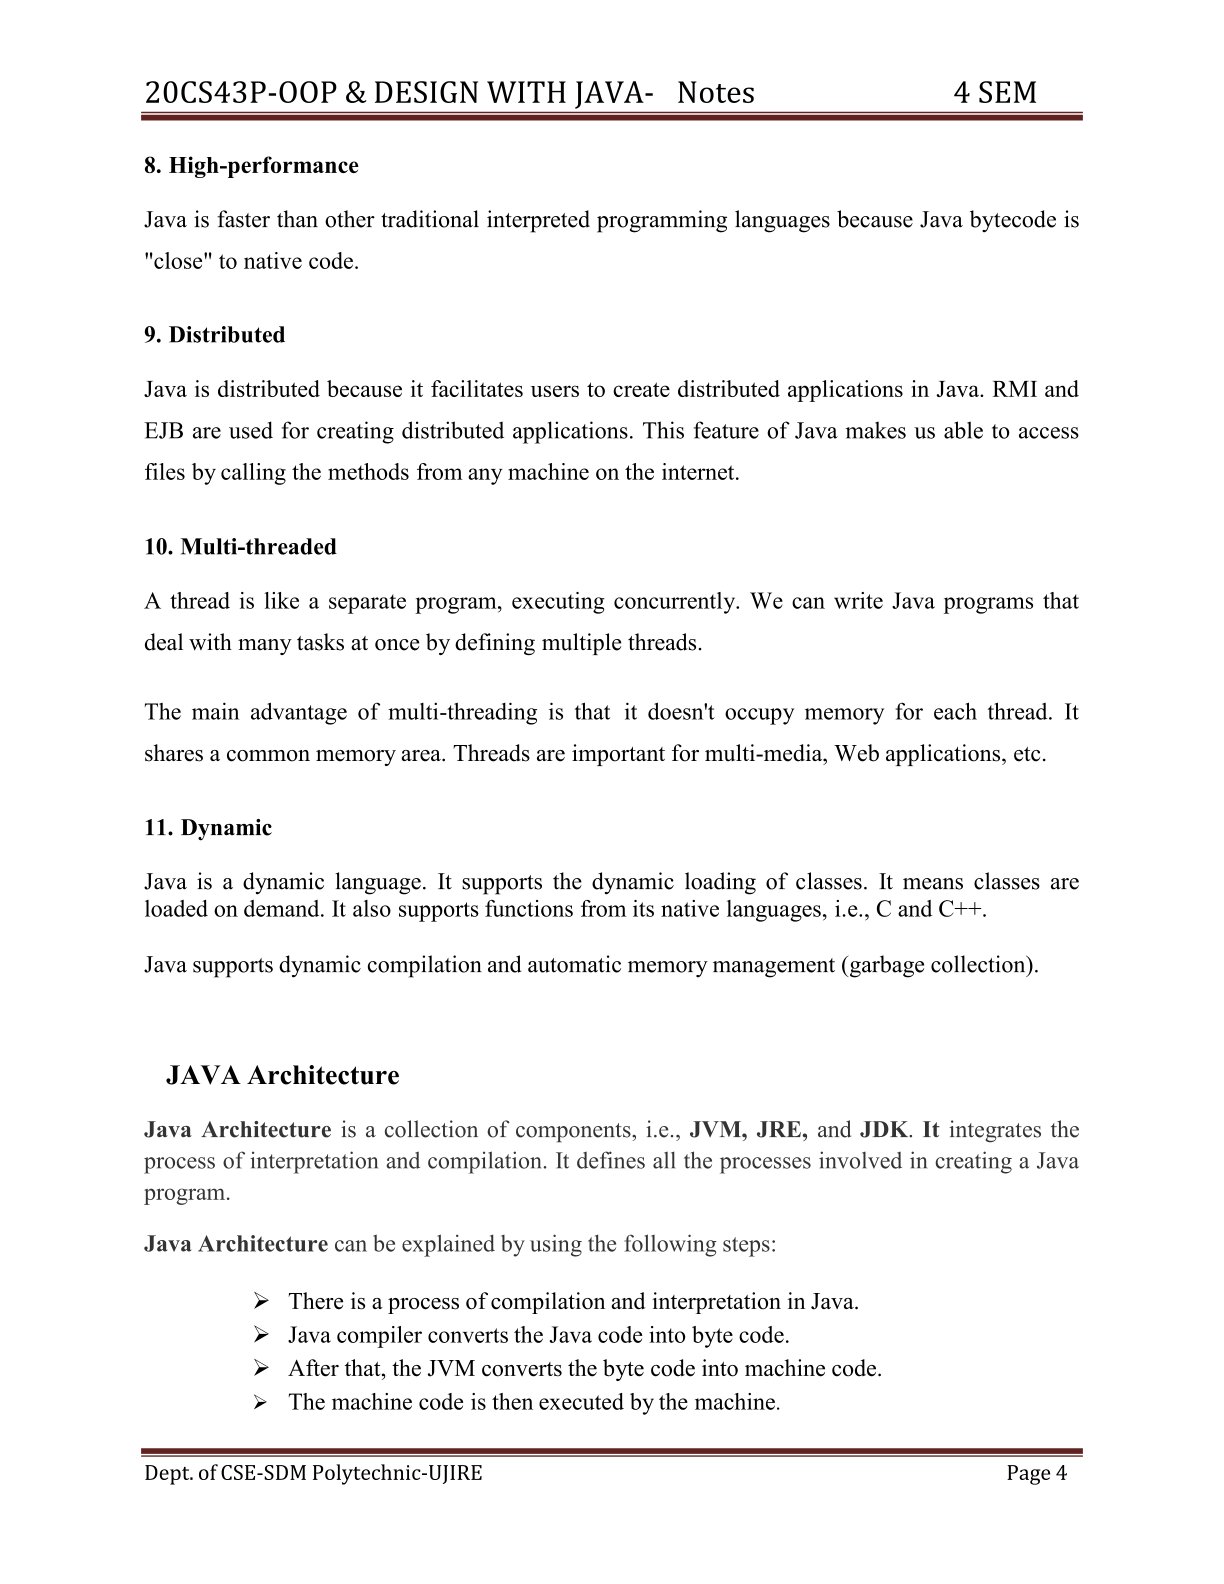 20CS43P-OOP & DESIGN WITH JAVA- Notes 4 SEM
8. High-performance
Java is faster than other traditional interpreted programming languages because Java bytecode is
"close" to native code.
9. Distributed
Java is distributed because it facilitates users to create distributed applications in Java. RMI and
EJB are used for creating distributed applications. This feature of Java makes us able to access
files by calling the methods from any machine on the internet.
10. Multi-threaded
A thread is like a separate program, executing concurrently. We can write Java programs that
deal with many tasks at once by defining multiple threads.
The main advantage of multi-threading is that it doesn't occupy memory for each thread. It
shares a common memory area. Threads are important for multi-media, Web applications, etc.
11. Dynamic
Java is a dynamic language. It supports the dynamic loading of classes. It means classes are
loaded on demand. It also supports functions from its native languages, i.e., C and C++.
Java supports dynamic compilation and automatic memory management (garbage collection).
JAVA Architecture
Java Architecture is a collection of components, i.e., JVM, JRE, and JDK. It integrates the
process of interpretation and compilation. It defines all the processes involved in creating a Java
program.
Java Architecture can be explained by using the following steps:
➢ There is a process of compilation and interpretation in Java.
➢ Java compiler converts the Java code into byte code.
➢ After that, the JVM converts the byte code into machine code.
➢ The machine code is then executed by the machine.
Dept. of CSE-SDM Polytechnic-UJIRE Page 4